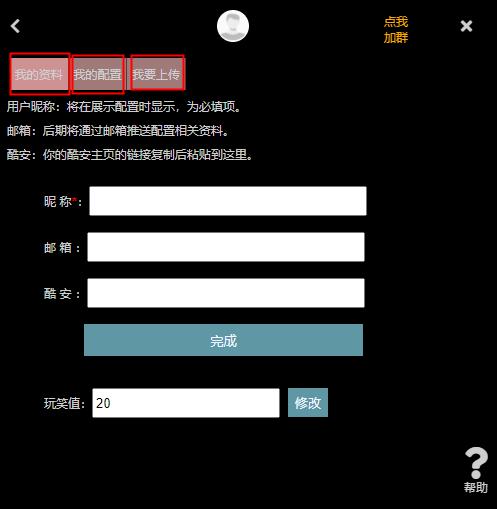 点我
加群
我的资料 我的配置 我要上传
用户昵称：将在展示配置时显示，为必填项。
邮箱：后期将通过邮箱推送配置相关资料。
酷安：你的酷安主页的链接复制后粘贴到这里。
昵 称*：
邮 箱：
酷 安：
完成
玩笑值： 20 修改
帮助